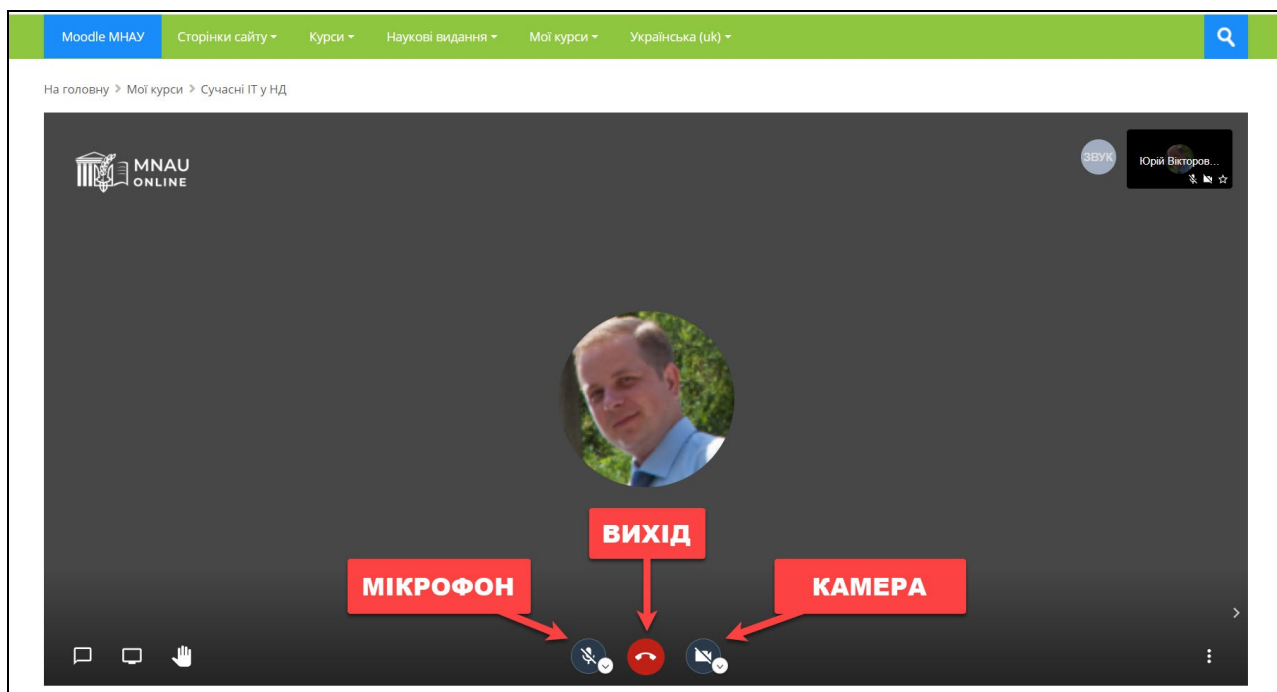 Moodle МНАУ Сторінки сайту Курси Наукові видання Мої курси Українська (uk)
На головну > Мої курси > Сучасні ІТ у НД
MNAU
ONLINE
ЗВУК
Юрій Вікторов...
ВИХІД
МІКРОФОН
КАМЕРА